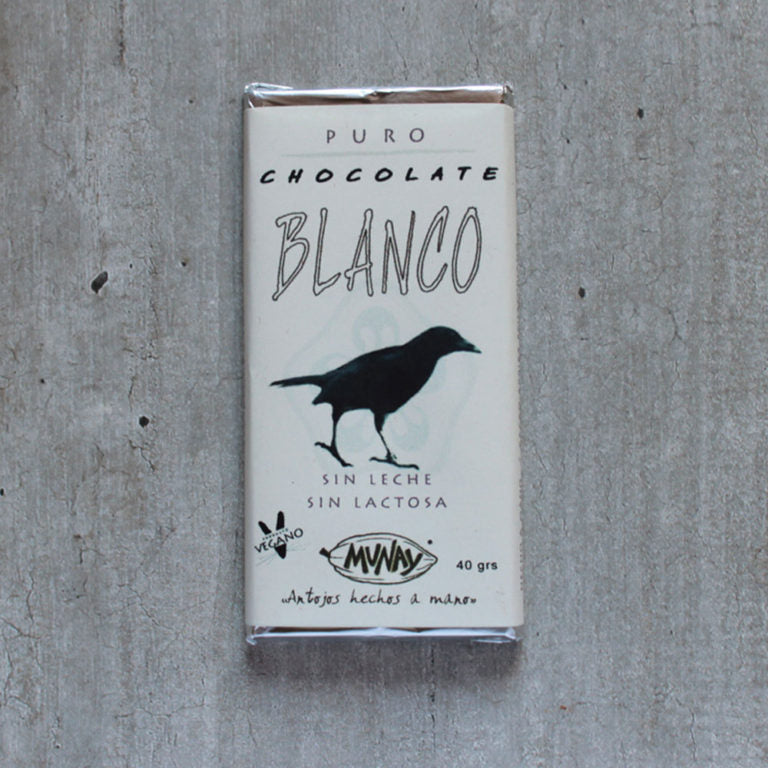 PURO
CHOCOLATE
BLANCO
SIN LECHE
SIN LACTOSA
VEGANO
MUNAY
40 grs
"Antojos hechos a mano"